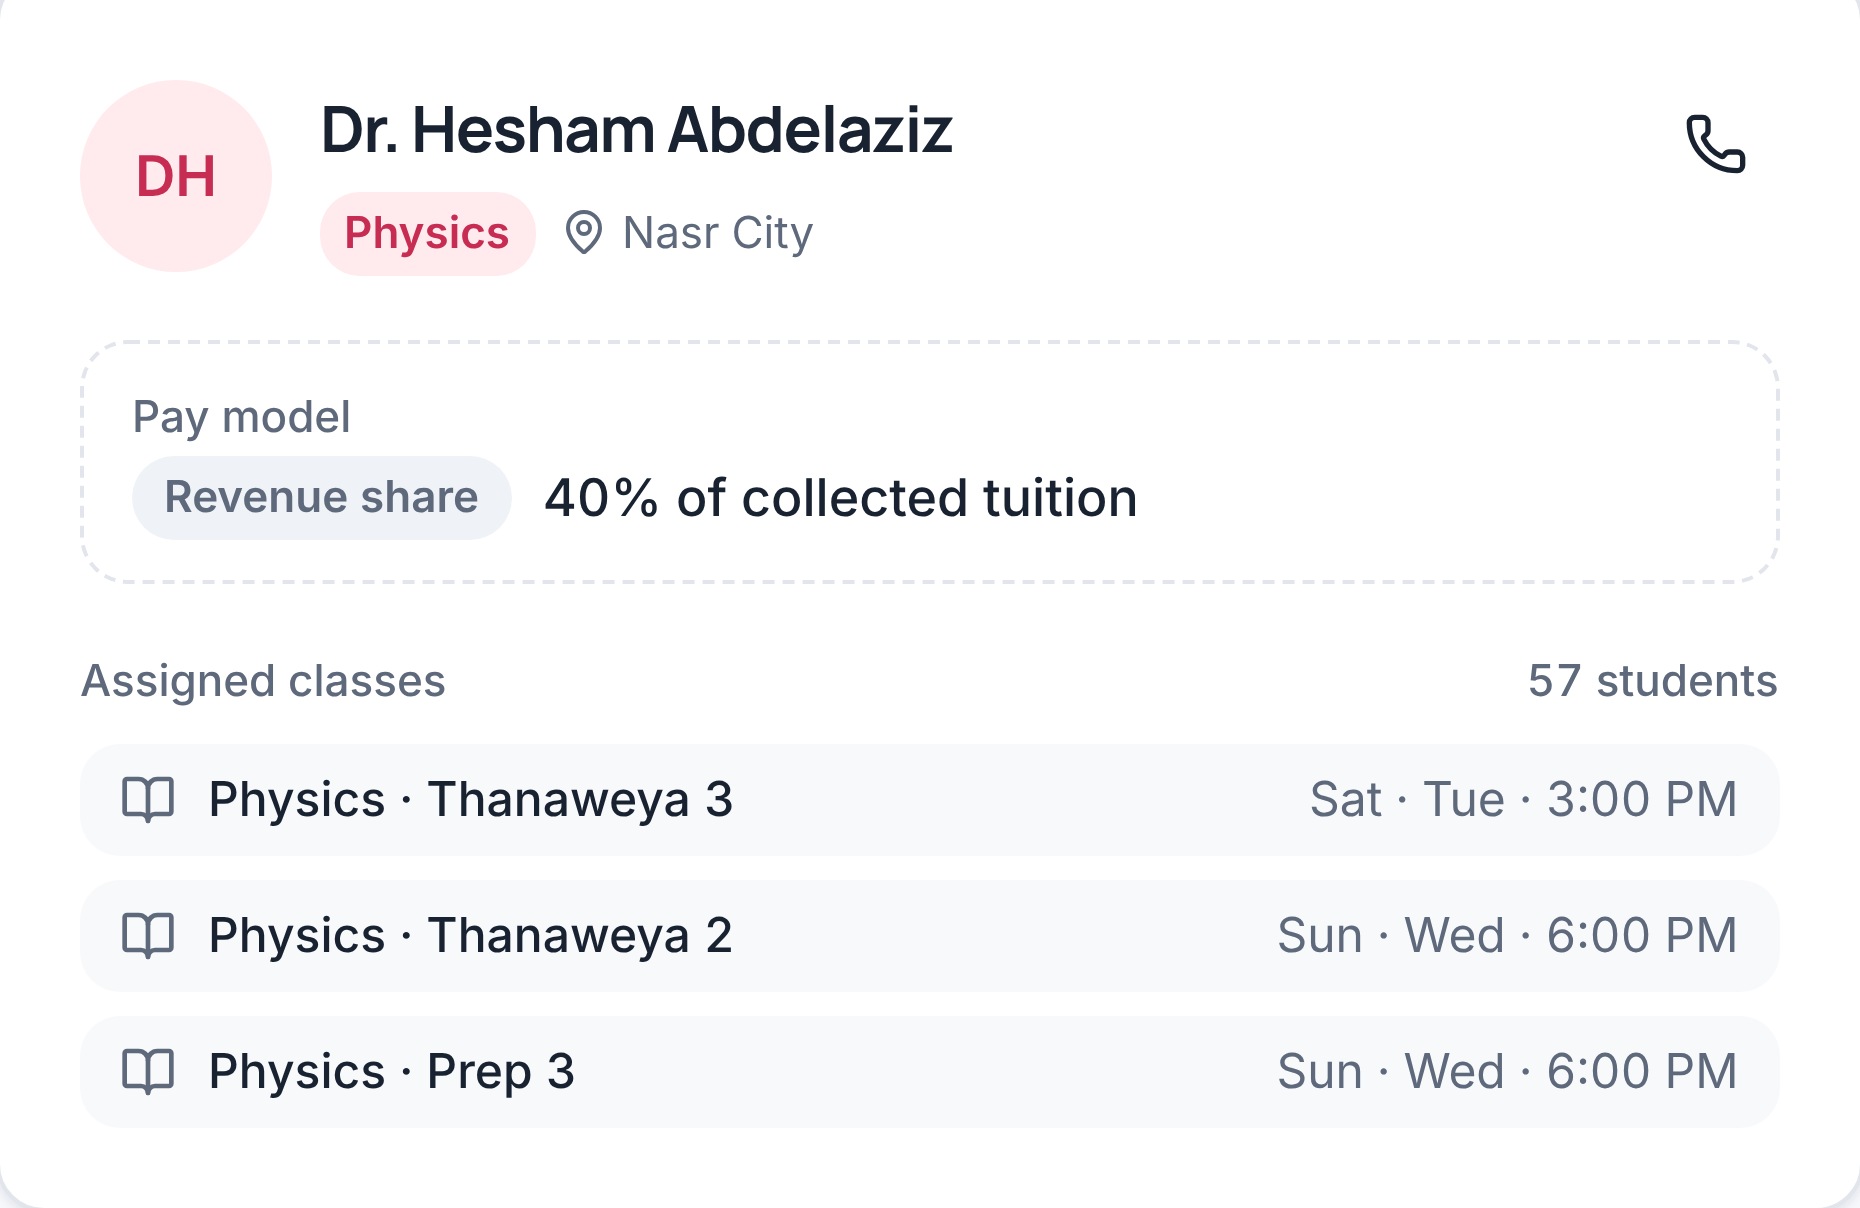 DH
Dr. Hesham Abdelaziz
Physics Nasr City
Pay model
Revenue share 40% of collected tuition
Assigned classes 57 students
Physics · Thanaweya 3 Sat · Tue · 3:00 PM
Physics · Thanaweya 2 Sun · Wed · 6:00 PM
Physics · Prep 3 Sun · Wed · 6:00 PM